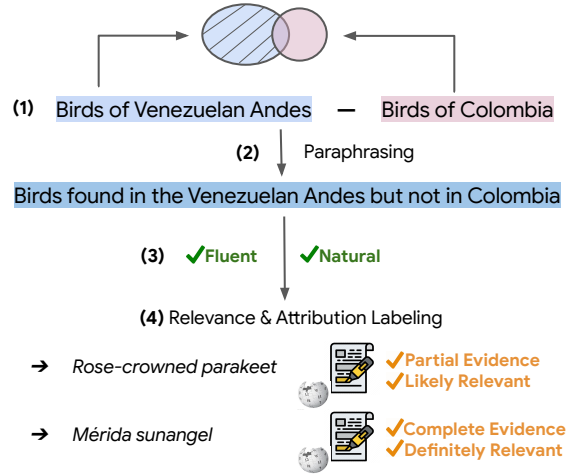 (1) Birds of Venezuelan Andes – Birds of Colombia
(2) Paraphrasing
Birds found in the Venezuelan Andes but not in Colombia
(3) ✓Fluent ✓Natural
(4) Relevance & Attribution Labeling
➔ Rose-crowned parakeet
✓Partial Evidence
✓Likely Relevant
➔ Mérida sunangel
✓Complete Evidence
✓Definitely Relevant